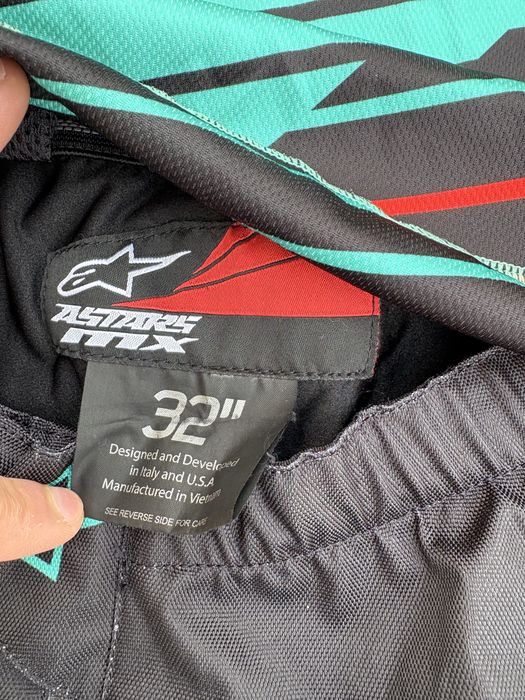 ASTARS
MX
32"
Designed and Developed
in Italy and U.S.A
Manufactured in Vietnam
SEE REVERSE SIDE FOR CARE